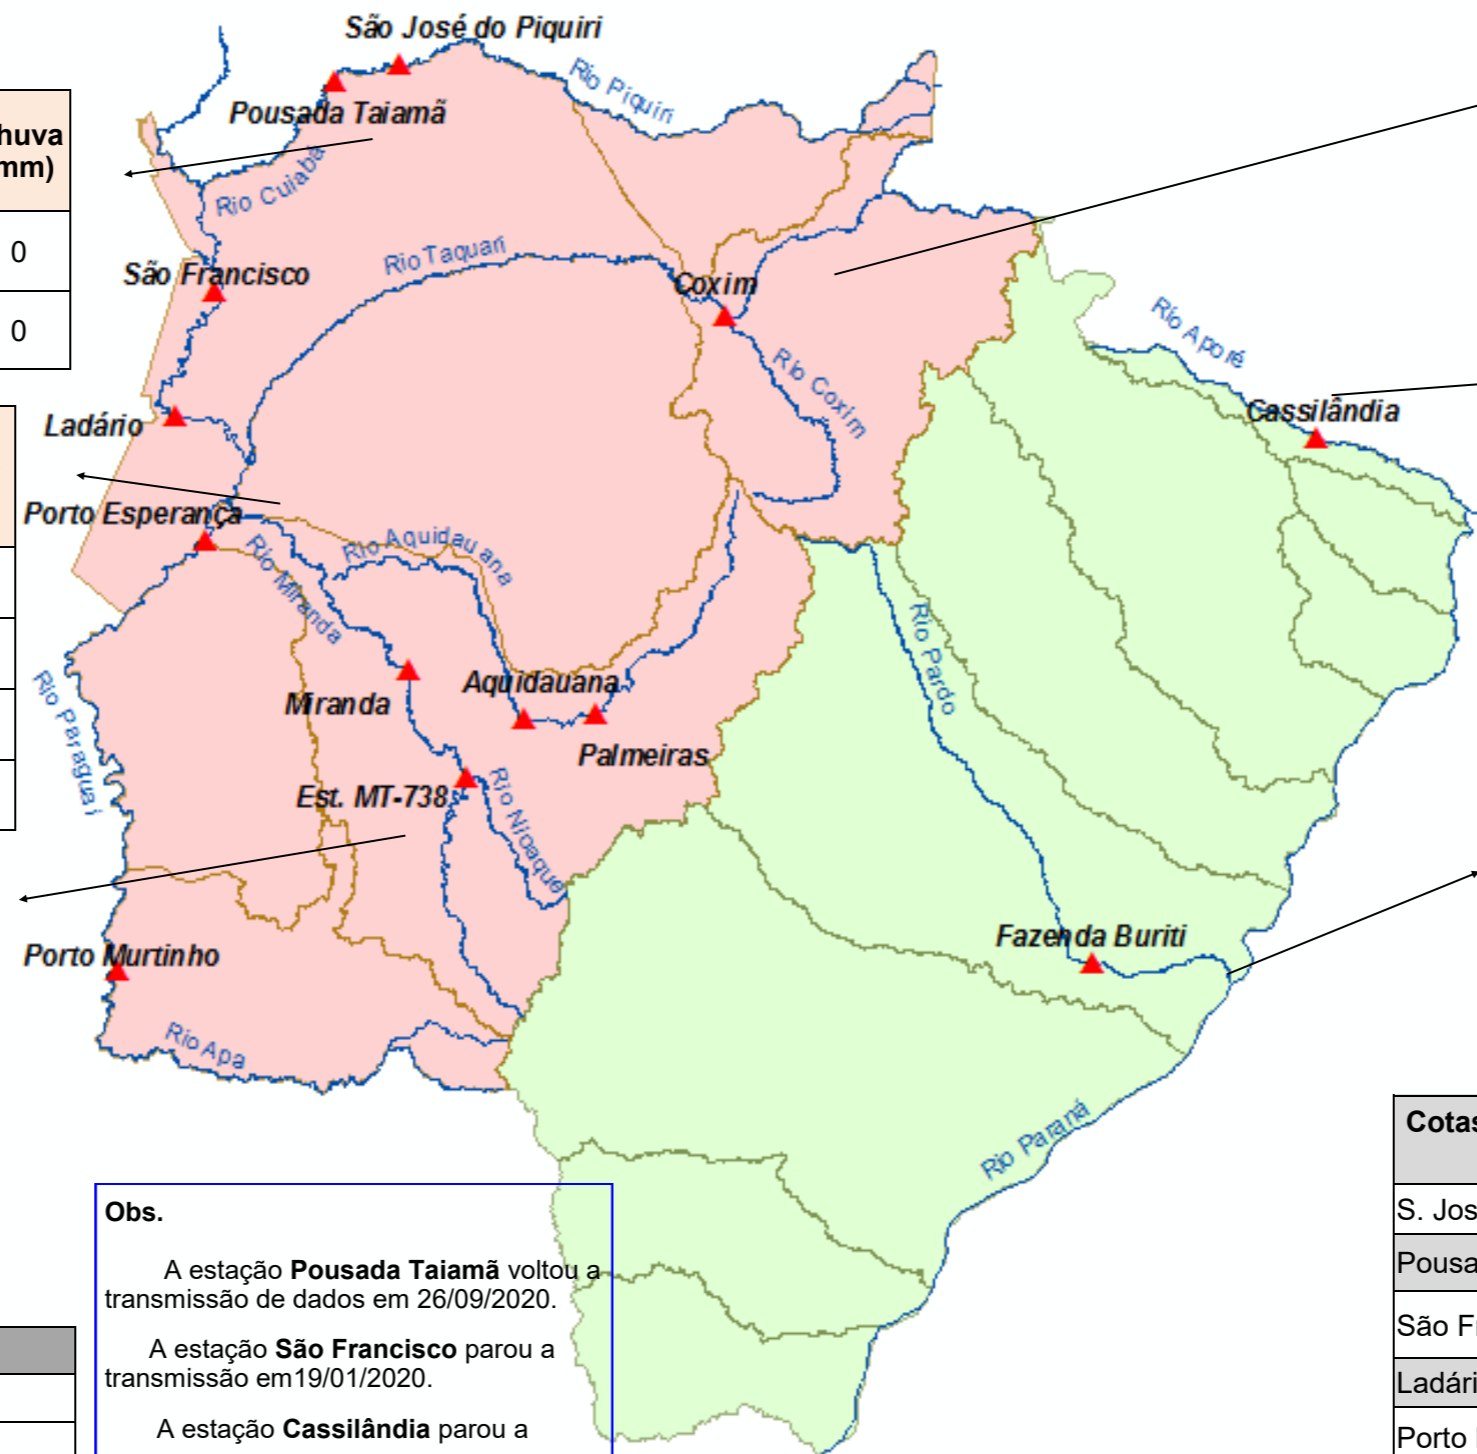 São José do Piquiri
Rio Piquiri
Pousada Taiamã
huva
mm)
Rio Cuiabá
0
São Francisco
Rio Taquari
Coxim
0
Rio Aporé
Rio Coxim
Cassilândia
Ladário
Porto Esperança
Rio Aquidauana
Rio Miranda
Rio Pardo
Rio Paraguai
Miranda
Aquidauana
Palmeiras
Est. MT-738
Rio Nioaque
Fazenda Buriti
Porto Murtinho
Rio Apa
Rio Paraná
Cotas
S. Jos
Pousa
São Fr
Ladári
Porto
Obs.
A estação Pousada Taiamã voltou a
transmissão de dados em 26/09/2020.
A estação São Francisco parou a
transmissão em19/01/2020.
A estação Cassilândia parou a